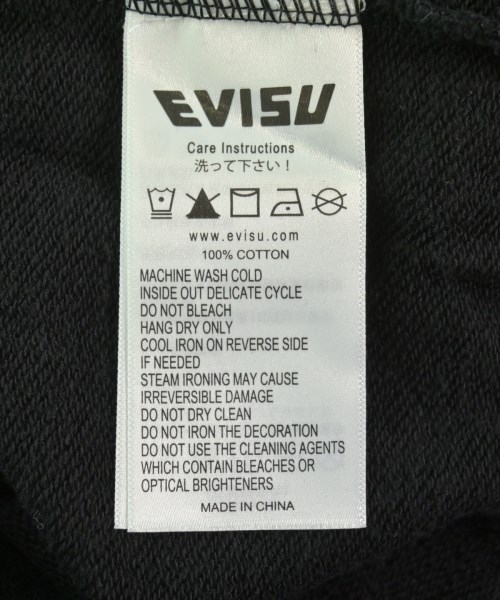 EVISU
Care Instructions
洗って下さい！
www.evisu.com
100% COTTON
MACHINE WASH COLD
INSIDE OUT DELICATE CYCLE
DO NOT BLEACH
HANG DRY ONLY
COOL IRON ON REVERSE SIDE
IF NEEDED
STEAM IRONING MAY CAUSE
IRREVERSIBLE DAMAGE
DO NOT DRY CLEAN
DO NOT IRON THE DECORATION
DO NOT USE THE CLEANING AGENTS
WHICH CONTAIN BLEACHES OR
OPTICAL BRIGHTENERS
MADE IN CHINA